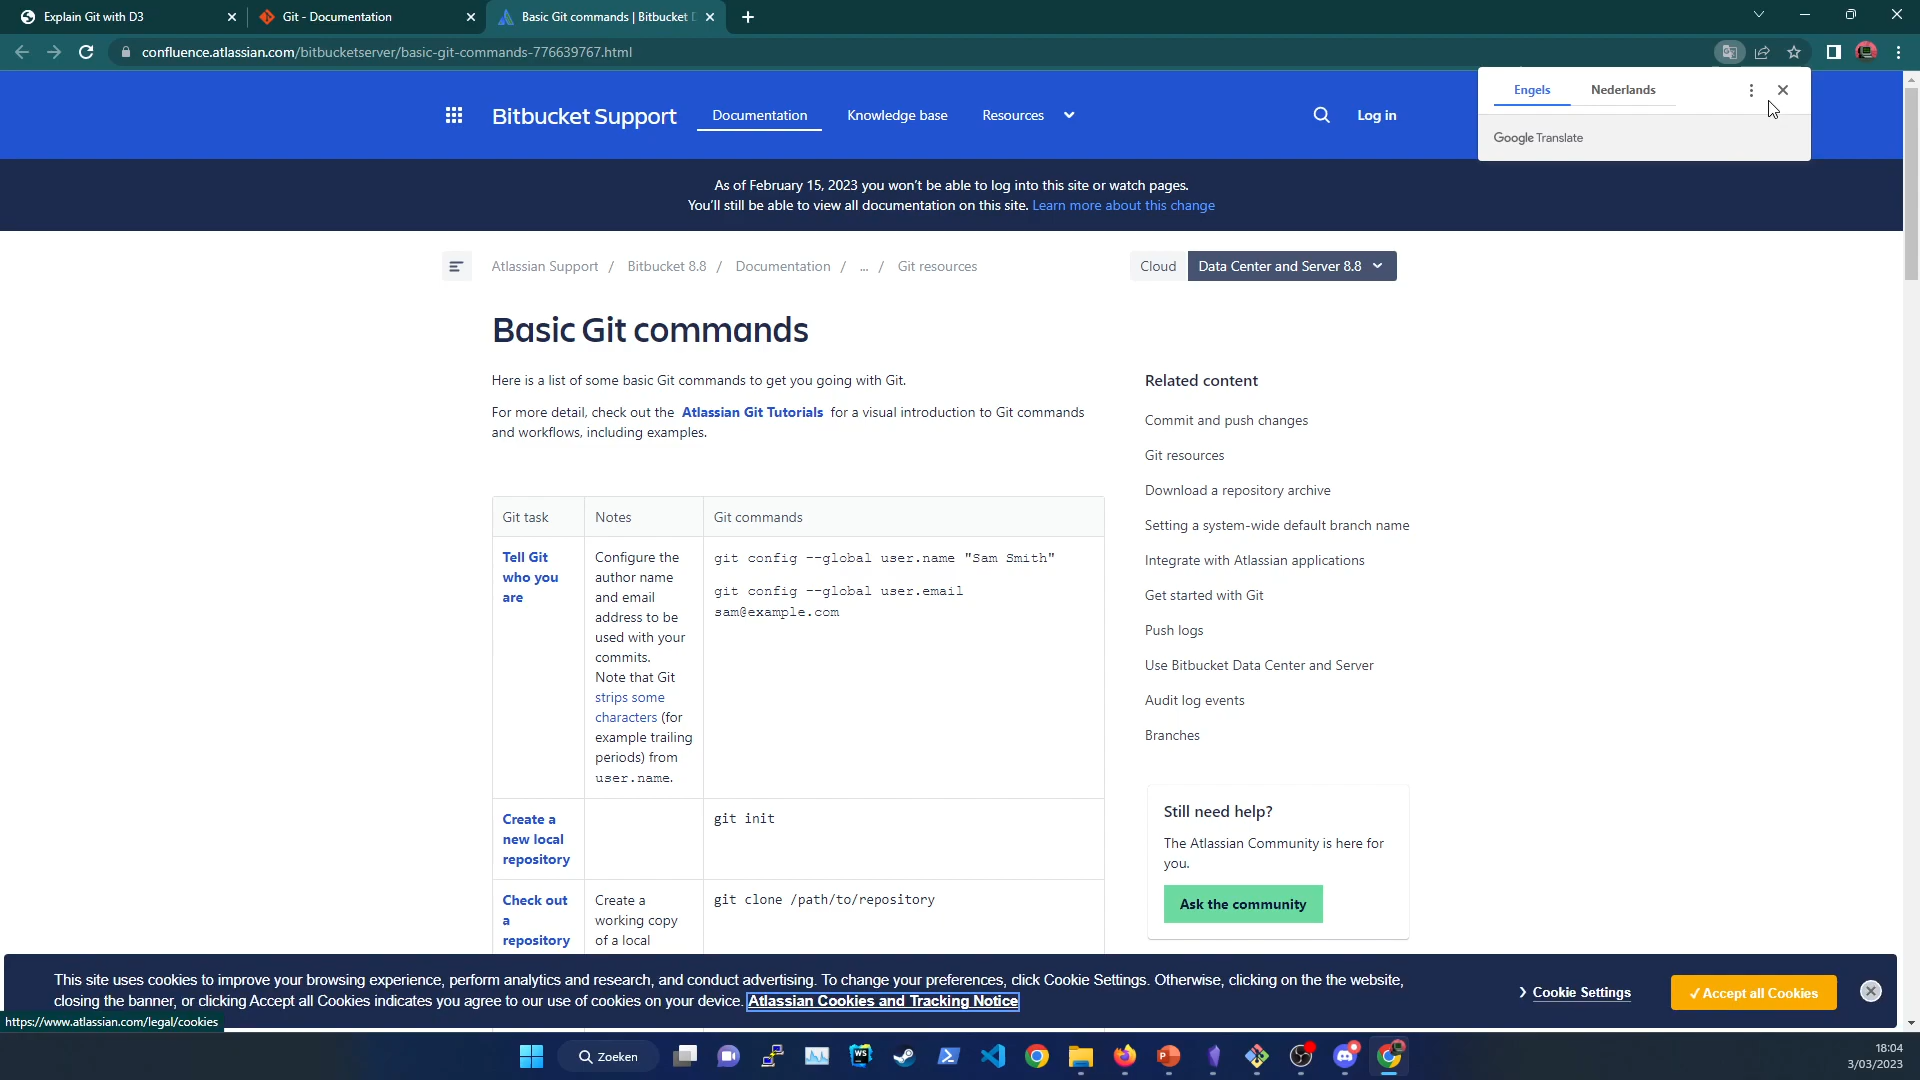 Explain Git with D3
Git - Documentation
Basic Git commands | Bitbucket
confluence.atlassian.com/bitbucketserver/basic-git-commands-776639767.html
Engels Nederlands
Google Translate
Bitbucket Support Documentation Knowledge base Resources Log in
As of February 15, 2023 you won't be able to log into this site or watch pages.
You'll still be able to view all documentation on this site. Learn more about this change
Atlassian Support / Bitbucket 8.8 / Documentation / ... / Git resources
Cloud Data Center and Server 8.8
Basic Git commands
Here is a list of some basic Git commands to get you going with Git.
For more detail, check out the Atlassian Git Tutorials for a visual introduction to Git commands
and workflows, including examples.
Git task Notes Git commands
Tell Git
who you
are
Configure the
author name
and email
address to be
used with your
commits.
Note that Git
strips some
characters (for
example trailing
periods) from
user.name.
git config --global user.name "Sam Smith"
git config --global user.email
sam@example.com
Create a
new local
repository
git init
Check out
a
repository
Create a
working copy
of a local
git clone /path/to/repository
Related content
Commit and push changes
Git resources
Download a repository archive
Setting a system-wide default branch name
Integrate with Atlassian applications
Get started with Git
Push logs
Use Bitbucket Data Center and Server
Audit log events
Branches
Still need help?
The Atlassian Community is here for
you.
Ask the community
This site uses cookies to improve your browsing experience, perform analytics and research, and conduct advertising. To change your preferences, click Cookie Settings. Otherwise, clicking on the the website,
closing the banner, or clicking Accept all Cookies indicates you agree to our use of cookies on your device. Atlassian Cookies and Tracking Notice
Cookie Settings
✓ Accept all Cookies
https://www.atlassian.com/legal/cookies
Zoeken
WS
18:04
3/03/2023